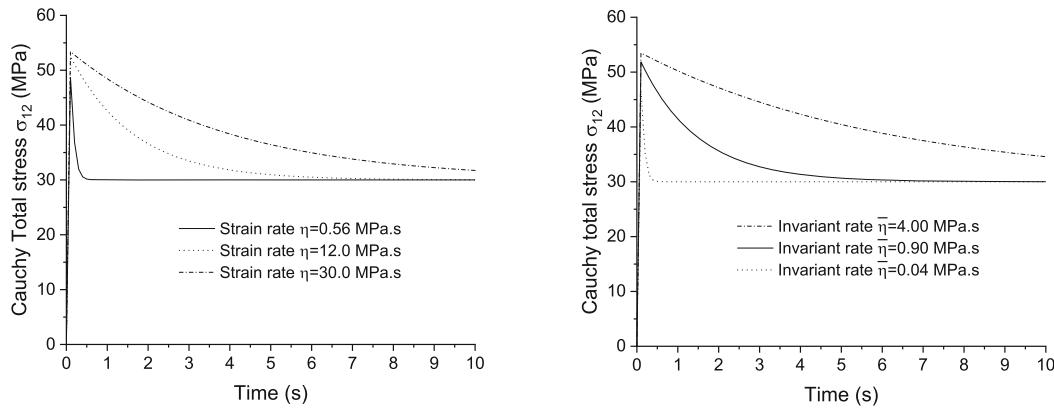 60
50
40
30
20
10
0
Cauchy Total stress σ12 (MPa)
Strain rate η=0.56 MPa.s
Strain rate η=12.0 MPa.s
Strain rate η=30.0 MPa.s
0 1 2 3 4 5 6 7 8 9 10
Time (s)
60
50
40
30
20
10
0
Cauchy total stress σ12 (MPa)
Invariant rate η̅=4.00 MPa.s
Invariant rate η̅=0.90 MPa.s
Invariant rate η̅=0.04 MPa.s
0 1 2 3 4 5 6 7 8 9 10
Time (s)